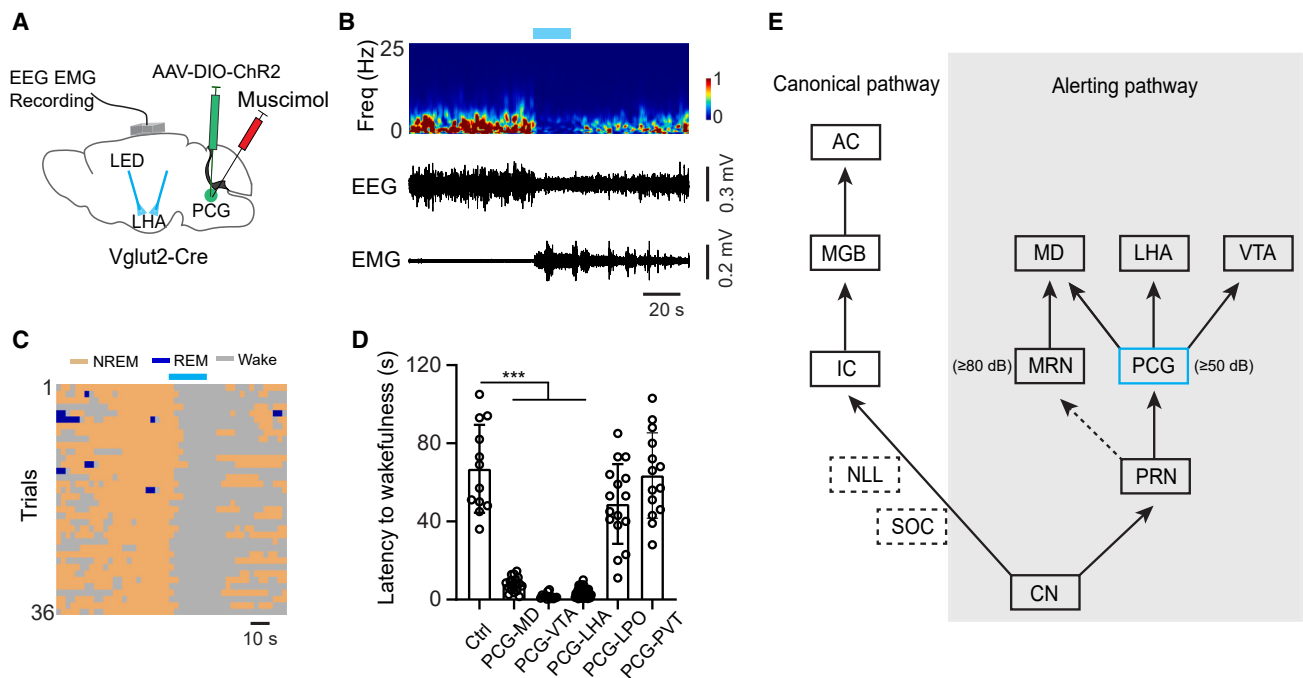 A
EEG EMG
Recording
AAV-DIO-ChR2
Muscimol
LED
LHA
PCG
Vglut2-Cre
B
Freq (Hz)
25
0
1
0
EEG
0.3 mV
EMG
0.2 mV
20 s
C
NREM
REM
Wake
Trials
1
36
10 s
D
Latency to wakefulness (s)
120
80
40
0
***
Ctrl
PCG-MD
PCG-VTA
PCG-LHA
PCG-LPO
PCG-PVT
E
Canonical pathway
Alerting pathway
AC
MGB
MD
LHA
VTA
IC
(≥80 dB)
MRN
PCG
(≥50 dB)
NLL
PRN
SOC
CN